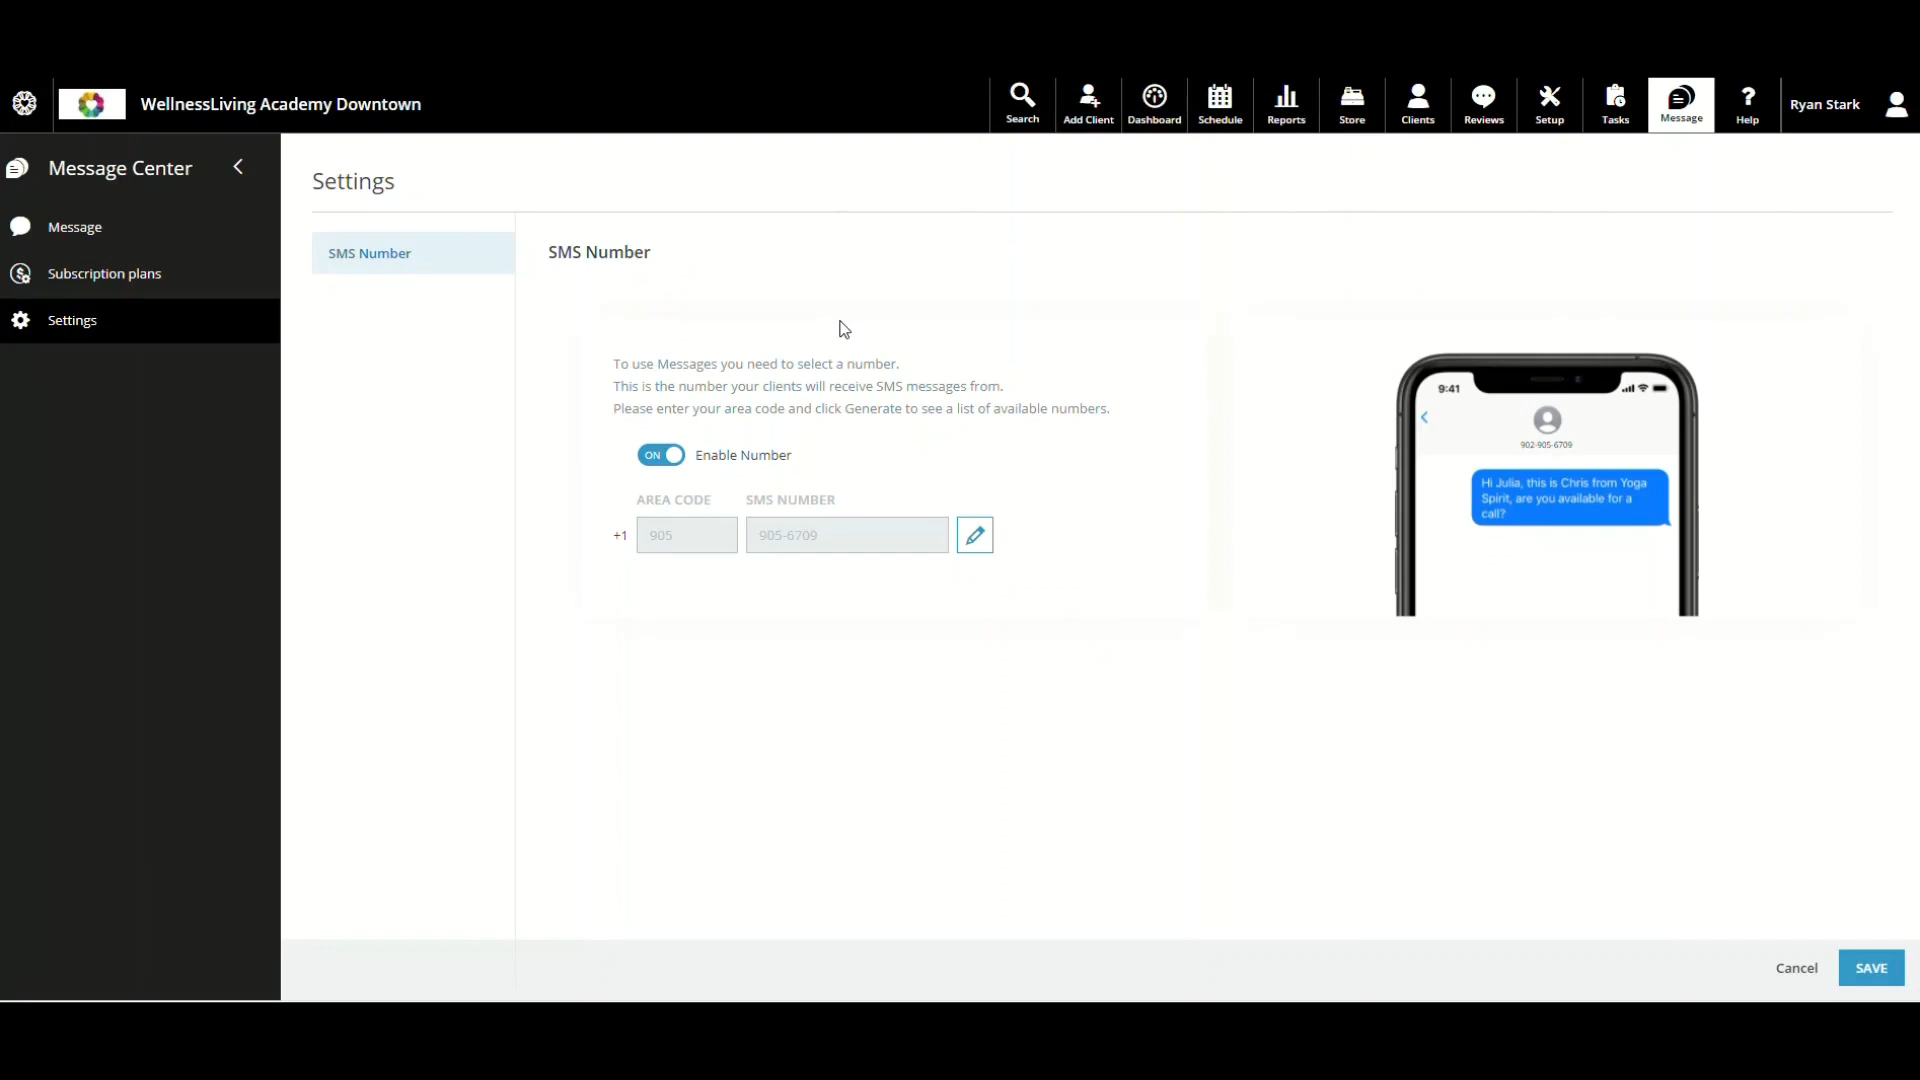 WellnessLiving Academy Downtown
Search
Add Client
Dashboard
Schedule
Reports
Store
Clients
Reviews
Setup
Tasks
Message
Help
Ryan Stark
Message Center
Message
Subscription plans
Settings
Settings
SMS Number
SMS Number
To use Messages you need to select a number.
This is the number your clients will receive SMS messages from.
Please enter your area code and click Generate to see a list of available numbers.
ON
Enable Number
AREA CODE
SMS NUMBER
+1
905
905-6709
9:41
902-905-6709
Hi Julia, this is Chris from Yoga
Spirit, are you available for a
call?
Cancel
SAVE